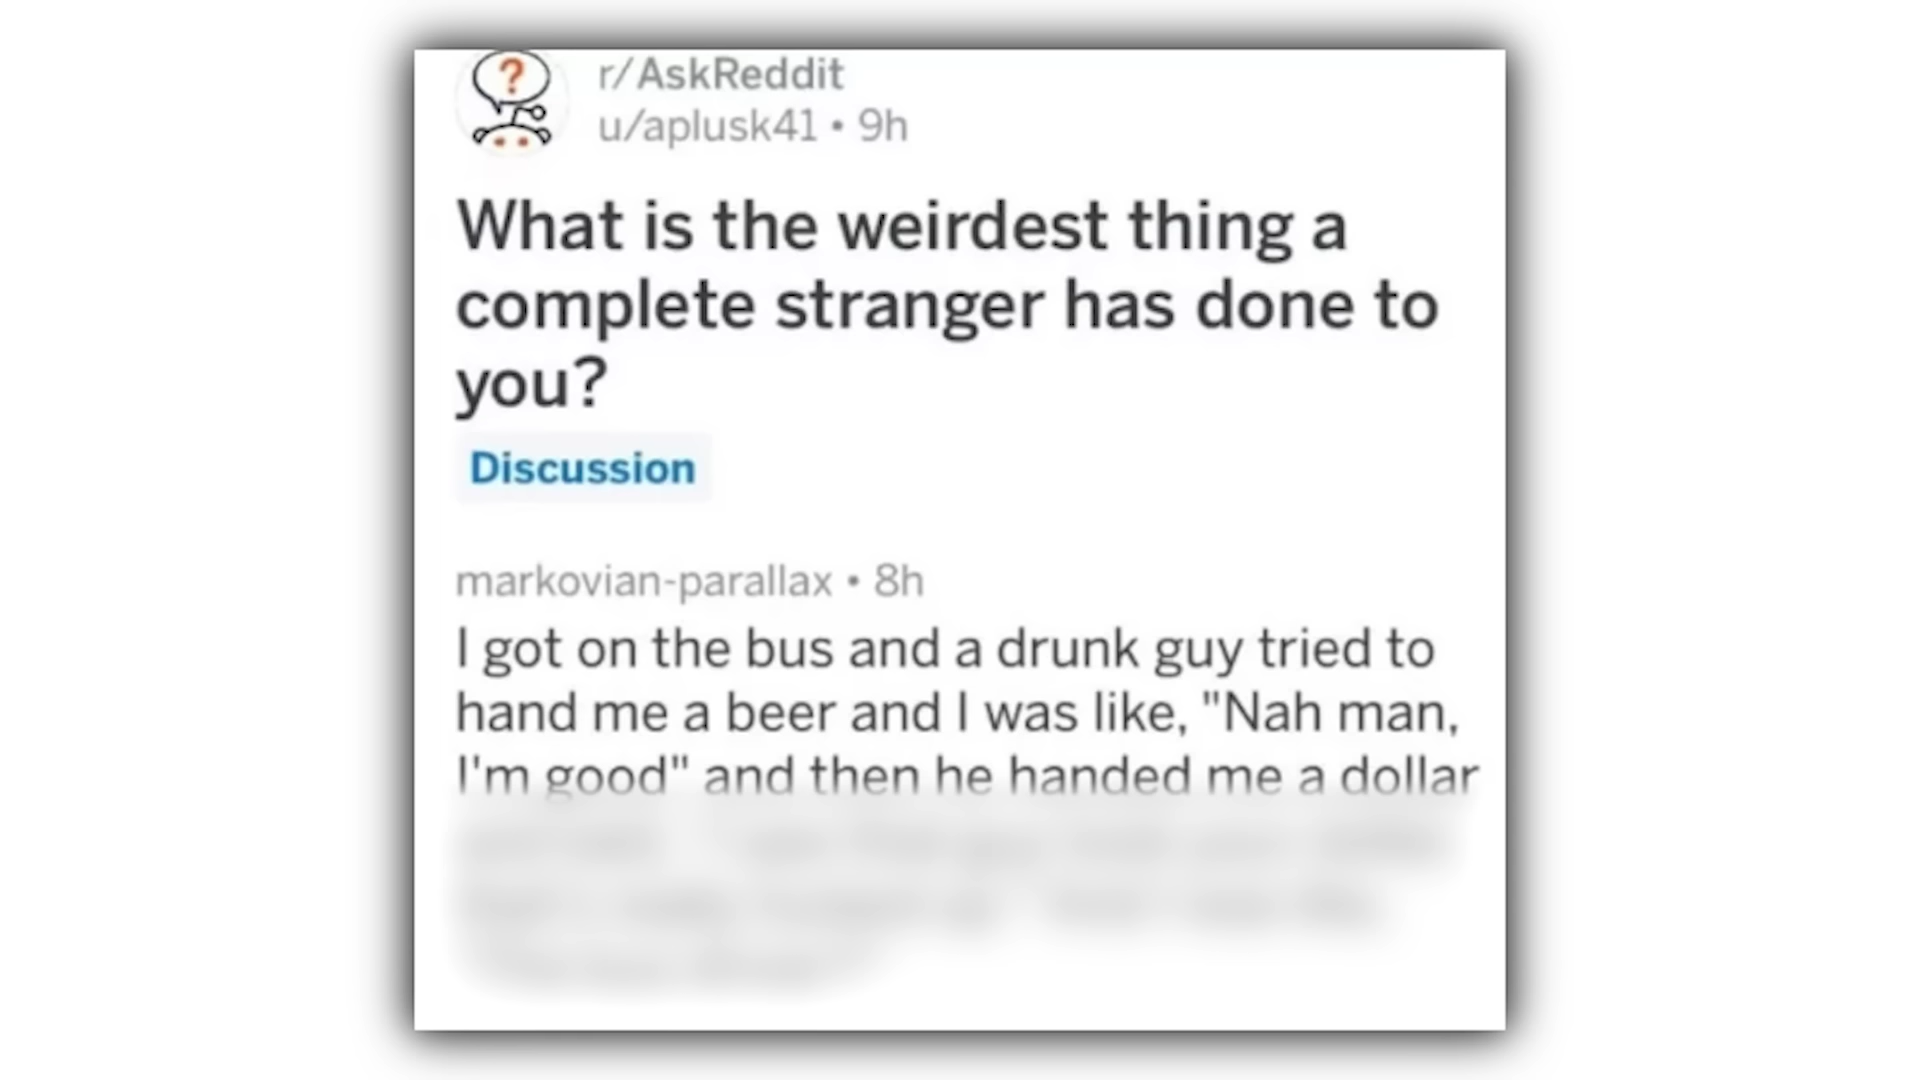 ?
r/AskReddit
u/aplusk41 • 9h
What is the weirdest thing a
complete stranger has done to
you?
Discussion
markovian-parallax • 8h
I got on the bus and a drunk guy tried to
hand me a beer and I was like, "Nah man,
I'm good" and then he handed me a dollar